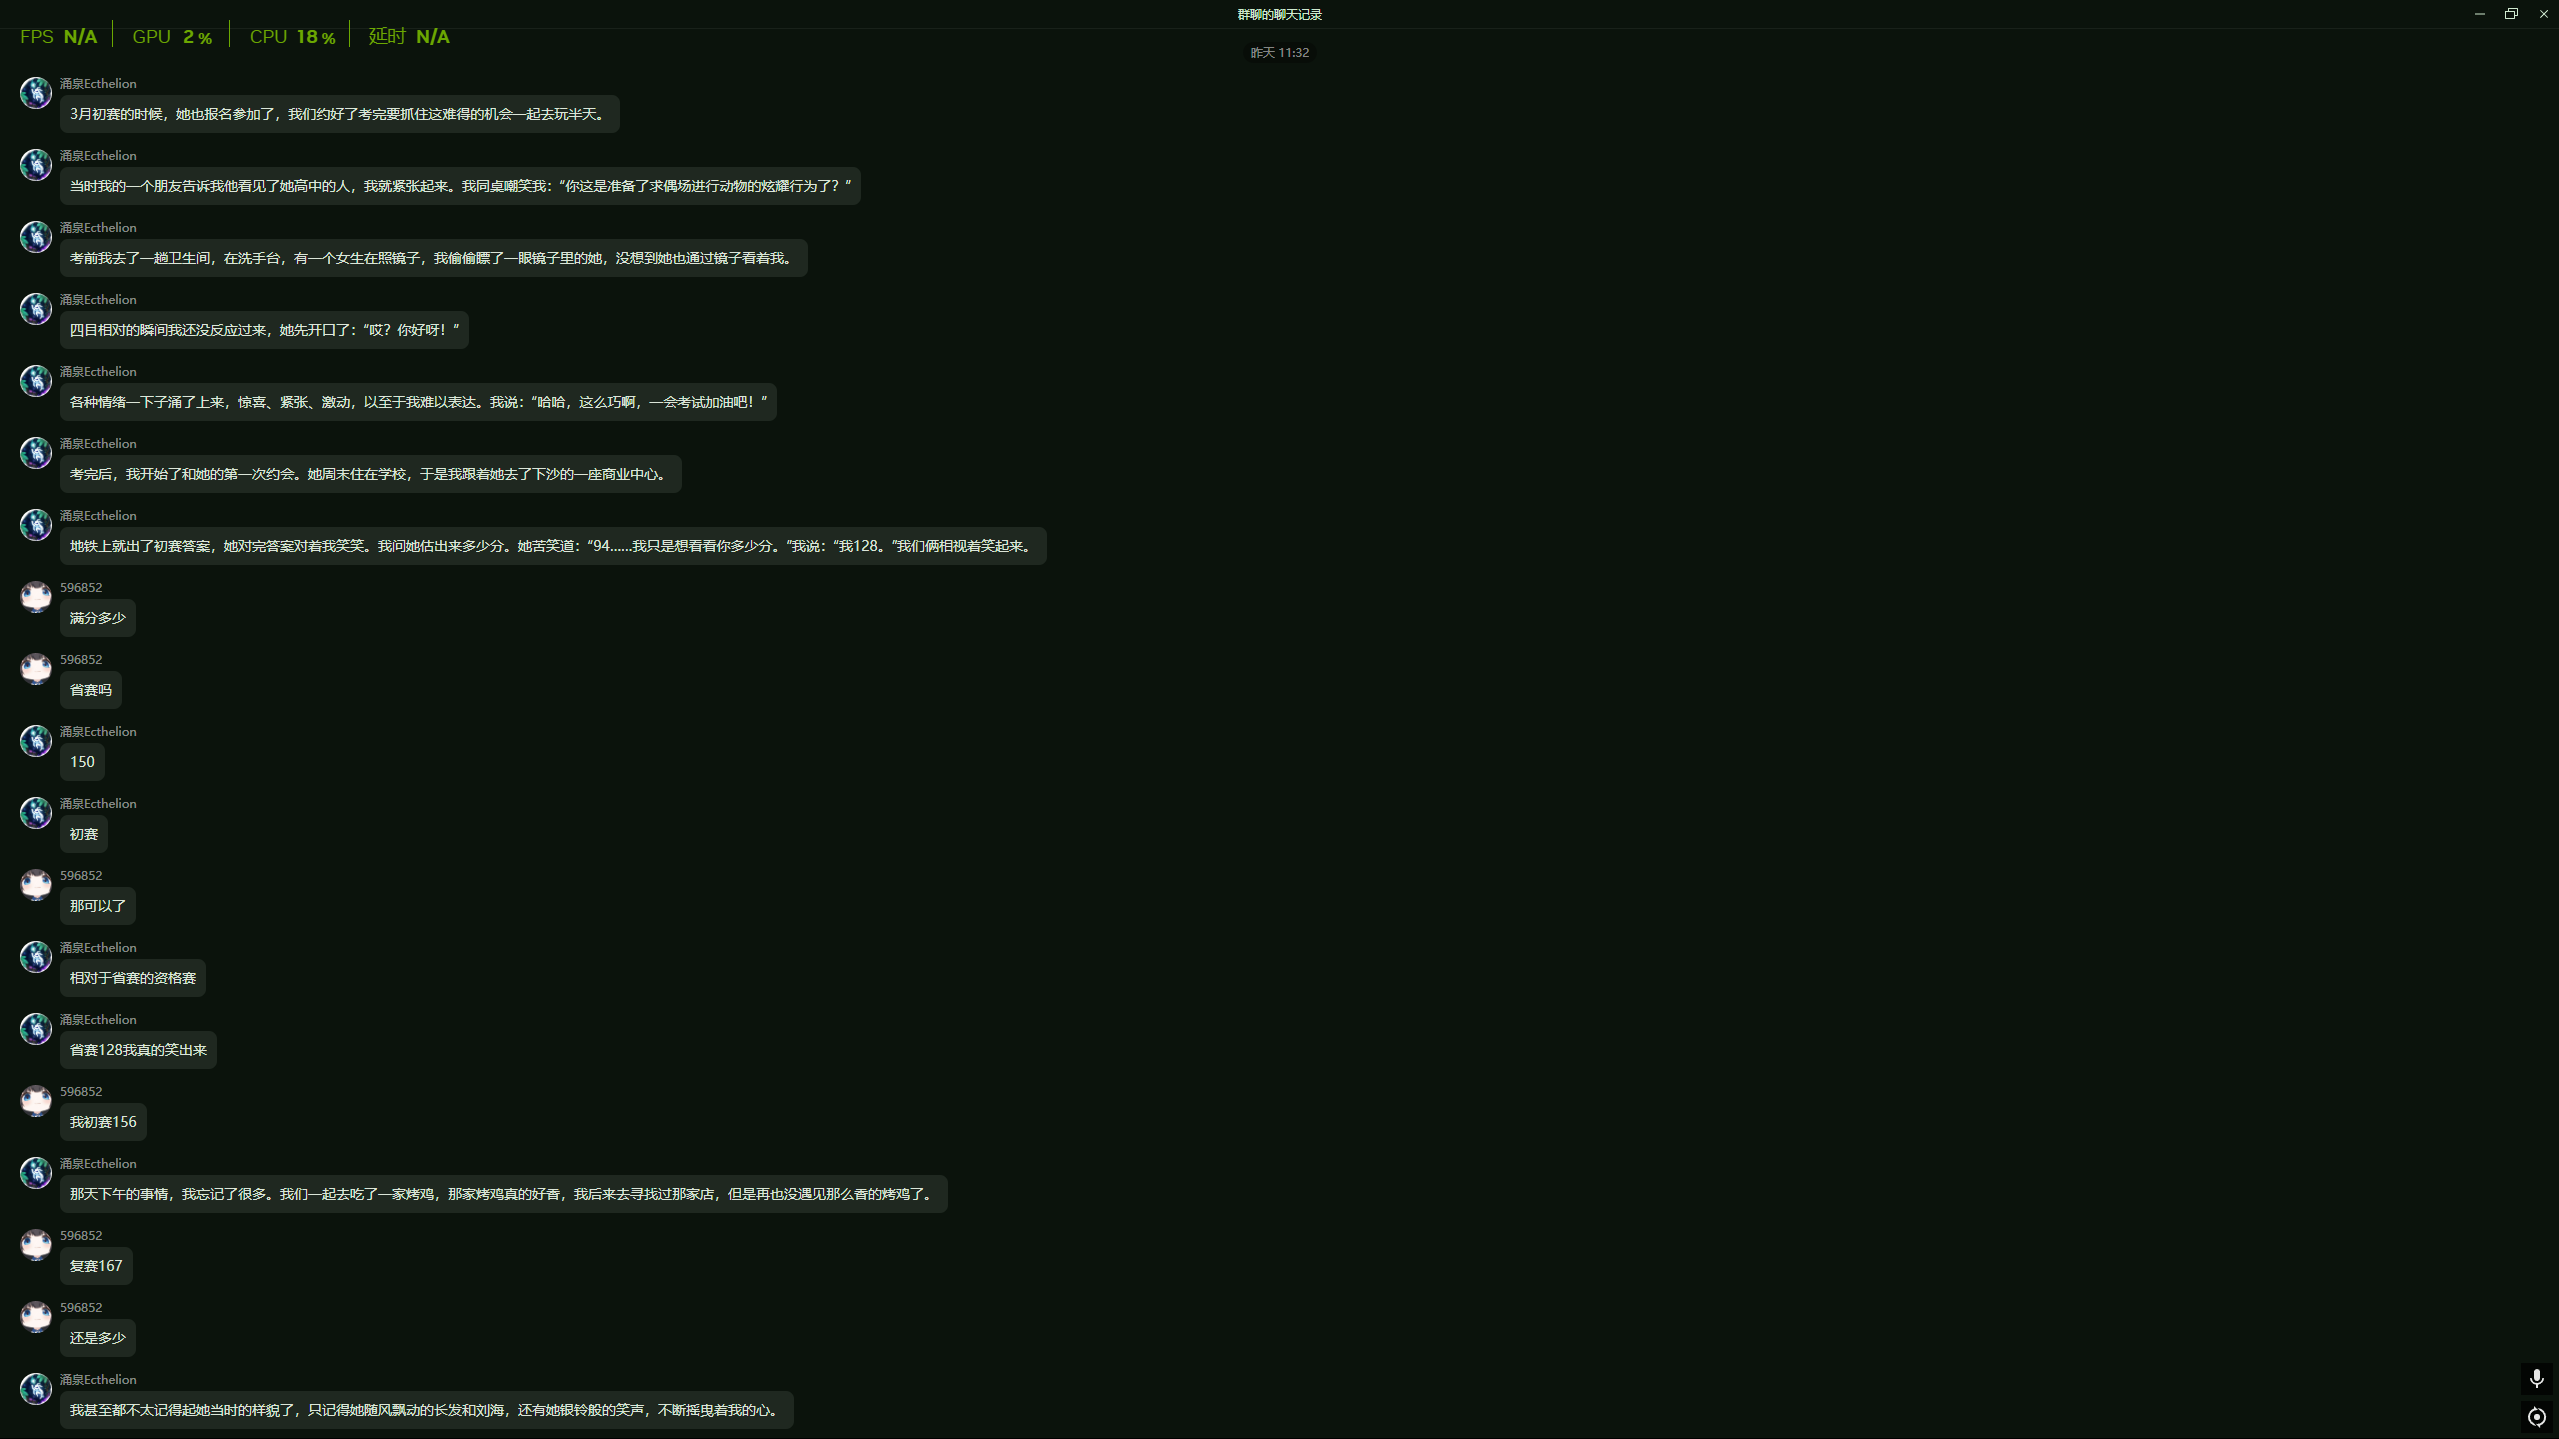 群聊的聊天记录
FPS N/A GPU 2 % CPU 18 % 延时 N/A
昨天 11:32
涌泉Ecthelion
3月初赛的时候，她也报名参加了，我们约好了考完要抓住这难得的机会一起去玩半天。
涌泉Ecthelion
当时我的一个朋友告诉我他看见了她高中的人，我就紧张起来。我同桌嘲笑我：“你这是准备了求偶场进行动物的炫耀行为了？”
涌泉Ecthelion
考前我去了一趟卫生间，在洗手台，有一个女生在照镜子，我偷偷瞟了一眼镜子里的她，没想到她也通过镜子看着我。
涌泉Ecthelion
四目相对的瞬间我还没反应过来，她先开口了：“哎？你好呀！”
涌泉Ecthelion
各种情绪一下子涌了上来，惊喜、紧张、激动，以至于我难以表达。我说：“哈哈，这么巧啊，一会考试加油吧！”
涌泉Ecthelion
考完后，我开始了和她的第一次约会。她周末住在学校，于是我跟着她去了下沙的一座商业中心。
涌泉Ecthelion
地铁上就出了初赛答案，她对完答案对着我笑笑。我问她估出来多少分。她苦笑道：“94……我只是想看看你多少分。”我说：“我128。”我们俩相视着笑起来。
596852
满分多少
596852
省赛吗
涌泉Ecthelion
150
涌泉Ecthelion
初赛
596852
那可以了
涌泉Ecthelion
相对于省赛的资格赛
涌泉Ecthelion
省赛128我真的笑出来
596852
我初赛156
涌泉Ecthelion
那天下午的事情，我忘记了很多。我们一起去吃了一家烤鸡，那家烤鸡真的好香，我后来去寻找过那家店，但是再也没遇见那么香的烤鸡了。
596852
复赛167
596852
还是多少
涌泉Ecthelion
我甚至都不太记得起她当时的样貌了，只记得她随风飘动的长发和刘海，还有她银铃般的笑声，不断摇曳着我的心。